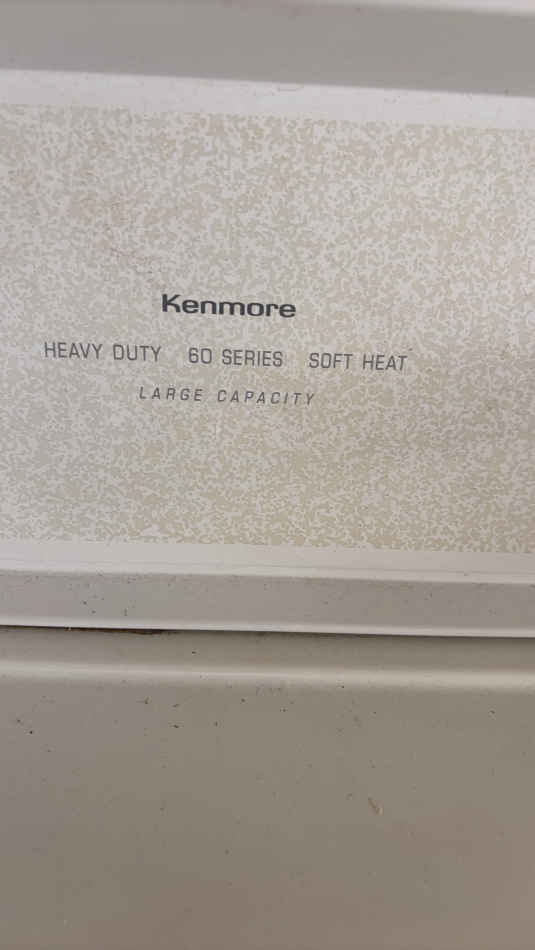 Kenmore
HEAVY DUTY 60 SERIES SOFT HEAT
LARGE CAPACITY